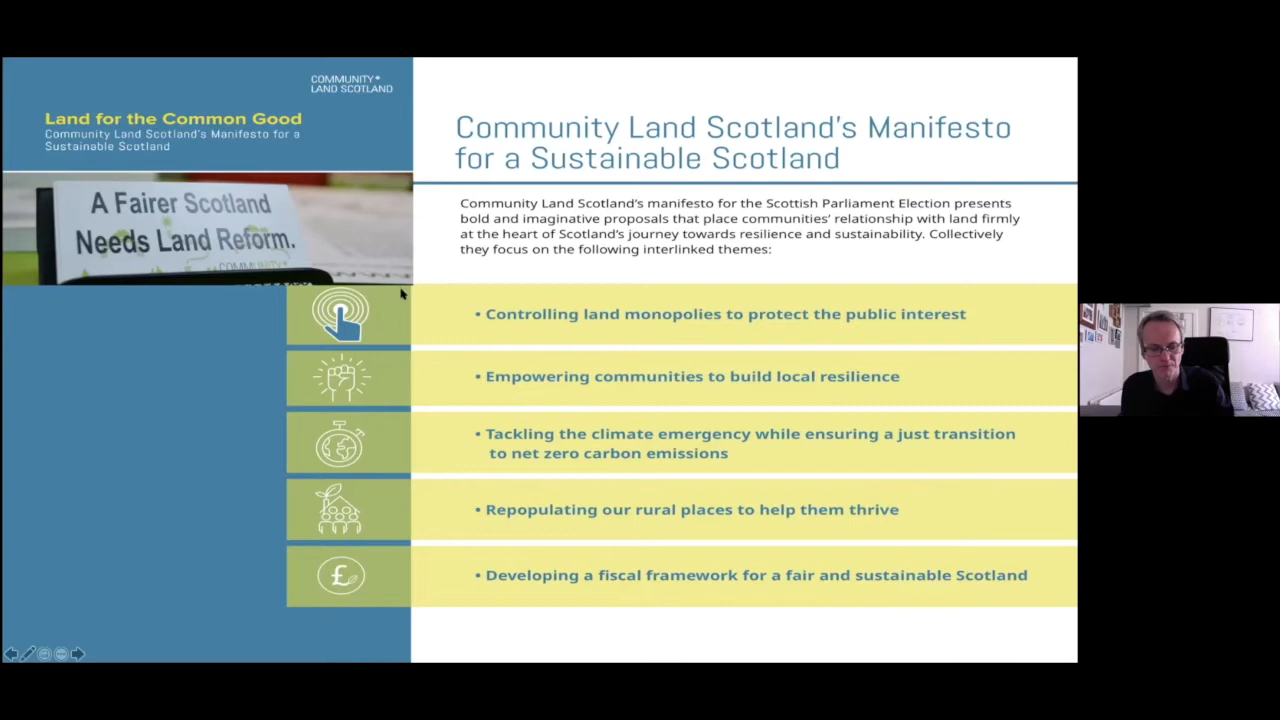 COMMUNITY
LAND SCOTLAND
Land for the Common Good
Community Land Scotland's Manifesto for a
Sustainable Scotland
A Fairer Scotland
Needs Land Reform.
COMMUNITY
Community Land Scotland's Manifesto
for a Sustainable Scotland
Community Land Scotland's manifesto for the Scottish Parliament Election presents
bold and imaginative proposals that place communities' relationship with land firmly
at the heart of Scotland's journey towards resilience and sustainability. Collectively
they focus on the following interlinked themes:
• Controlling land monopolies to protect the public interest
• Empowering communities to build local resilience
• Tackling the climate emergency while ensuring a just transition
to net zero carbon emissions
• Repopulating our rural places to help them thrive
£
• Developing a fiscal framework for a fair and sustainable Scotland